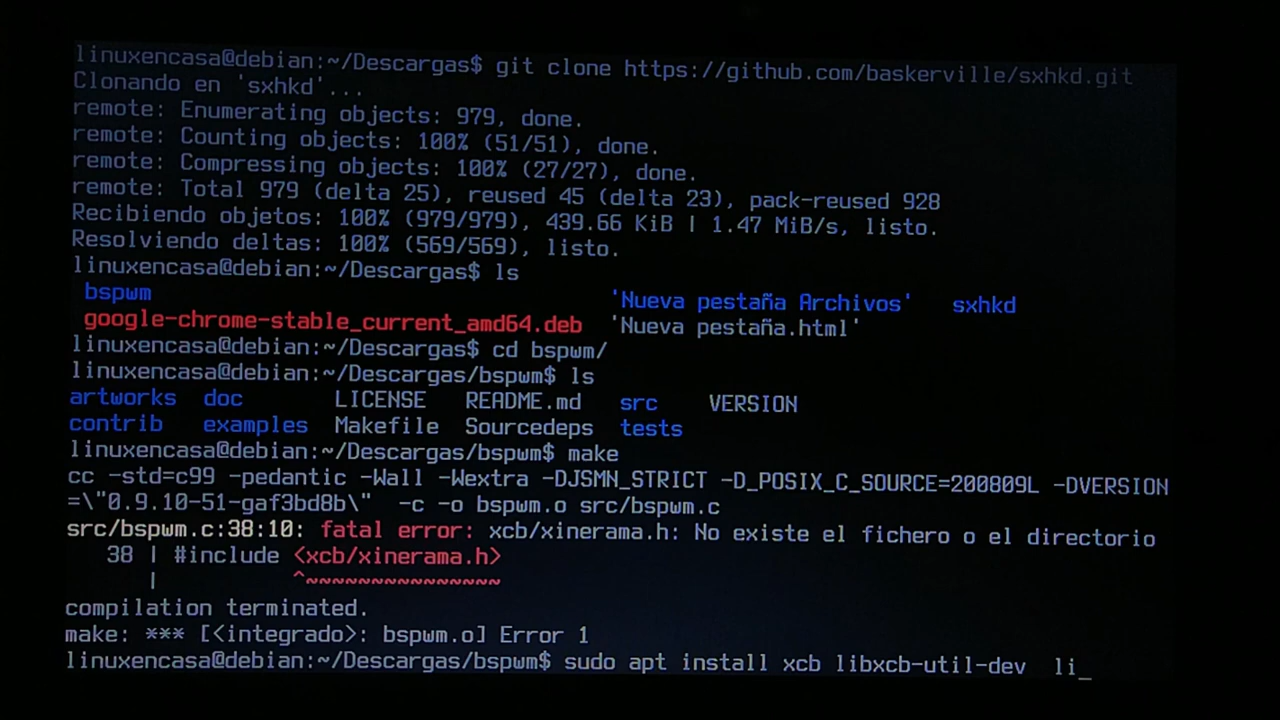 linuxencasa@debian:~/Descargas$ git clone https://github.com/baskerville/sxhkd.git
Clonando en 'sxhkd'...
remote: Enumerating objects: 979, done.
remote: Counting objects: 100% (51/51), done.
remote: Compressing objects: 100% (27/27), done.
remote: Total 979 (delta 25), reused 45 (delta 23), pack-reused 928
Recibiendo objetos: 100% (979/979), 439.66 KiB | 1.47 MiB/s, listo.
Resolviendo deltas: 100% (569/569), listo.
linuxencasa@debian:~/Descargas$ ls
bspwm 'Nueva pestaña Archivos' sxhkd
google-chrome-stable_current_amd64.deb 'Nueva pestaña.html'
linuxencasa@debian:~/Descargas$ cd bspwm/
linuxencasa@debian:~/Descargas/bspwm$ ls
artworks doc LICENSE README.md src VERSION
contrib examples Makefile Sourcedeps tests
linuxencasa@debian:~/Descargas/bspwm$ make
cc -std=c99 -pedantic -Wall -Wextra -DJSMN_STRICT -D_POSIX_C_SOURCE=200809L -DVERSION
=\"0.9.10-51-gaf3bd8b\" -c -o bspwm.o src/bspwm.c
src/bspwm.c:38:10: fatal error: xcb/xinerama.h: No existe el fichero o el directorio
38 | #include <xcb/xinerama.h>
| ^~~~~~~~~~~~~~~~
compilation terminated.
make: *** [<integrado>: bspwm.o] Error 1
linuxencasa@debian:~/Descargas/bspwm$ sudo apt install xcb libxcb-util-dev li_